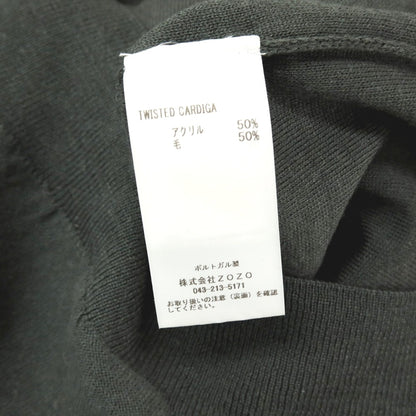 TWISTED CARDIGA
アクリル 50%
毛 50%
ポルトガル製
株式会社ZOZO
043-213-5171
お取り扱いの注意（裏面）を確認
してください。